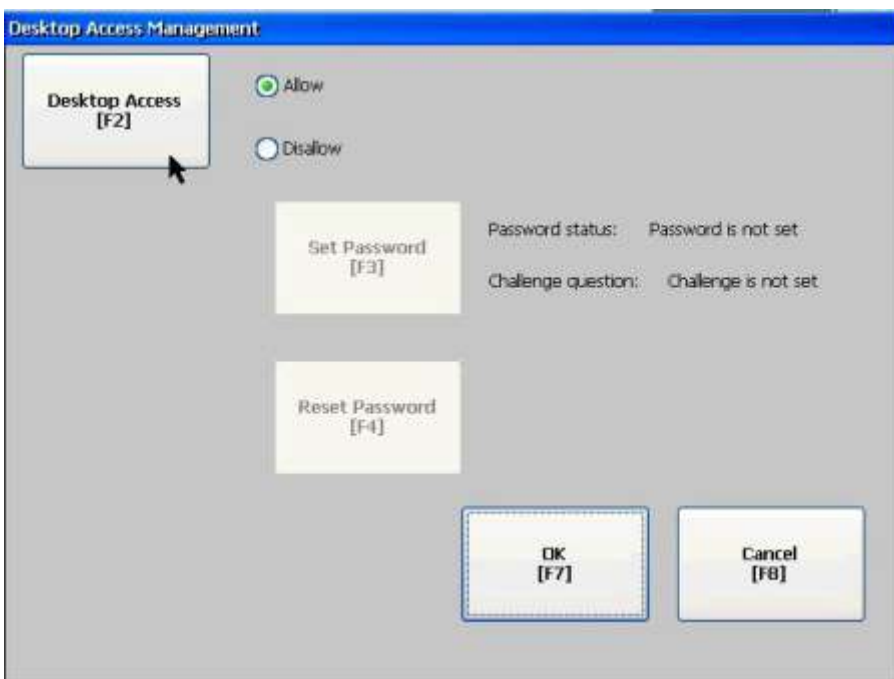 Desktop Access Management
Desktop Access
[F2]
Allow
Disallow
Set Password
[F3]
Password status: Password is not set
Challenge question: Challenge is not set
Reset Password
[F4]
OK
[F7]
Cancel
[F8]